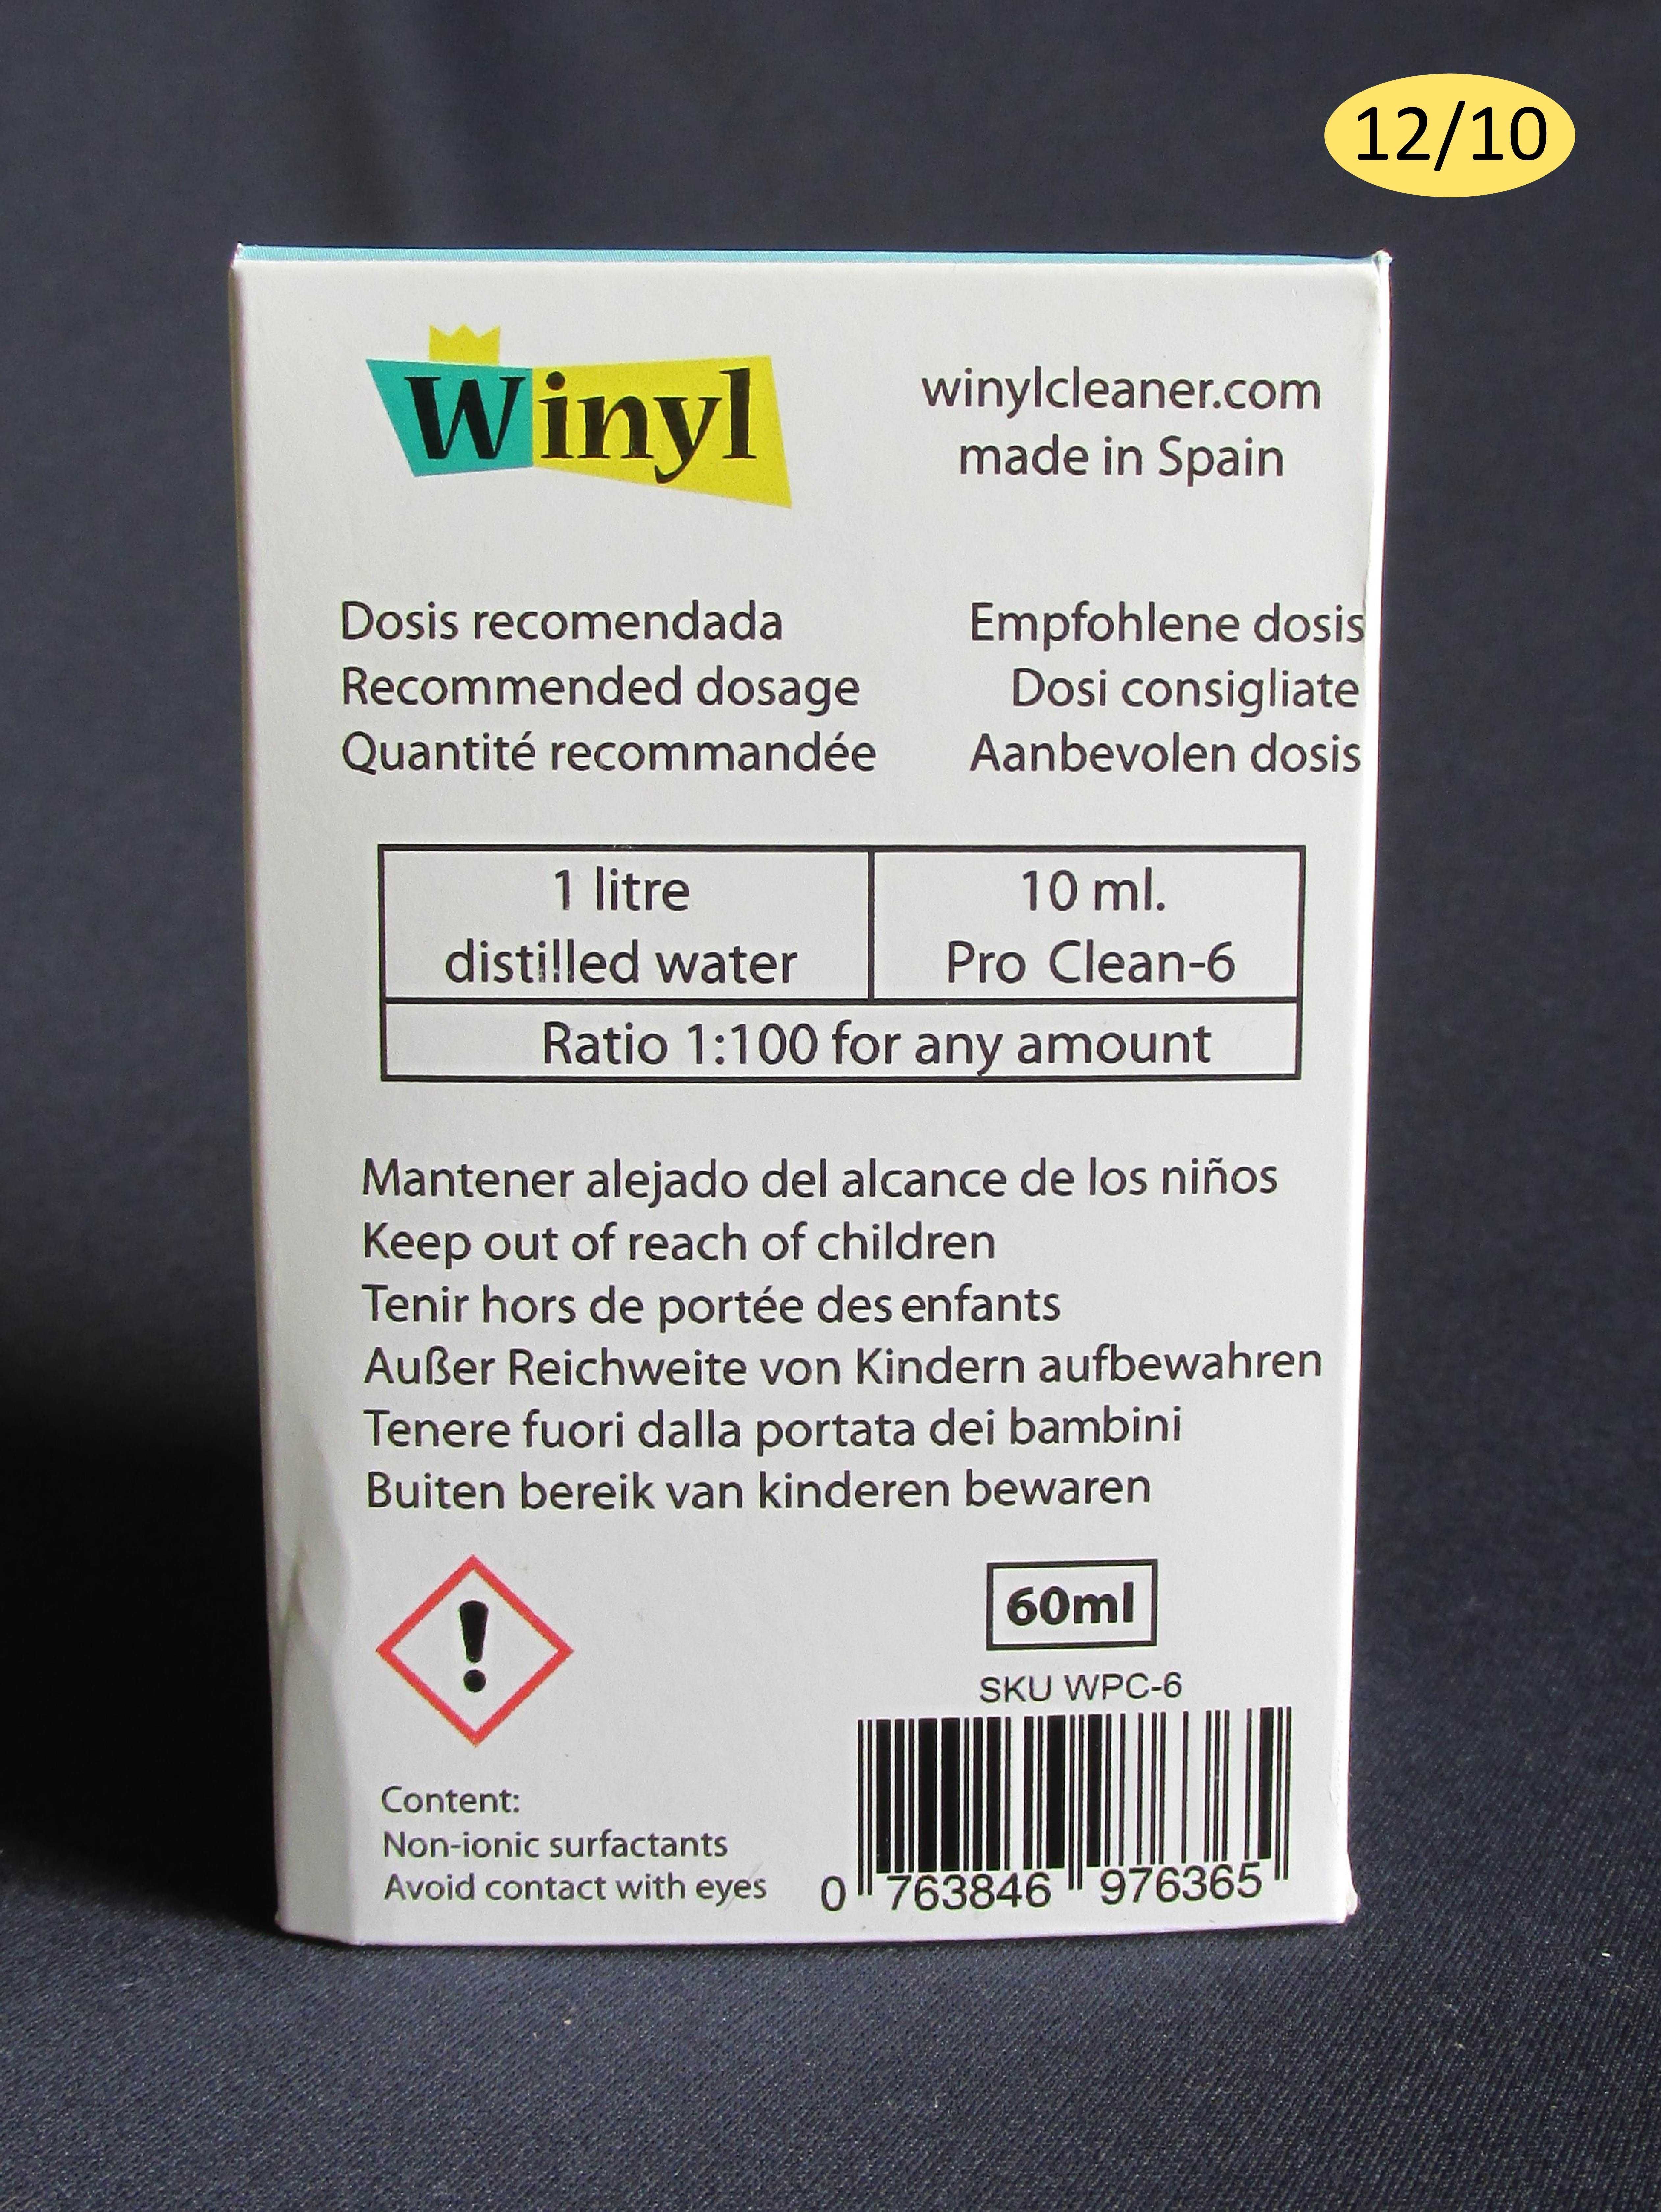 12/10
Winyl
winylcleaner.com
made in Spain
Dosis recomendada
Recommended dosage
Quantité recommandée
Empfohlene dosis
Dosi consigliate
Aanbevolen dosis
1 litre
distilled water
10 ml.
Pro Clean-6
Ratio 1:100 for any amount
Mantener alejado del alcance de los niños
Keep out of reach of children
Tenir hors de portée des enfants
Außer Reichweite von Kindern aufbewahren
Tenere fuori dalla portata dei bambini
Buiten bereik van kinderen bewaren
!
60ml
SKU WPC-6
Content:
Non-ionic surfactants
Avoid contact with eyes
0 763846 976365